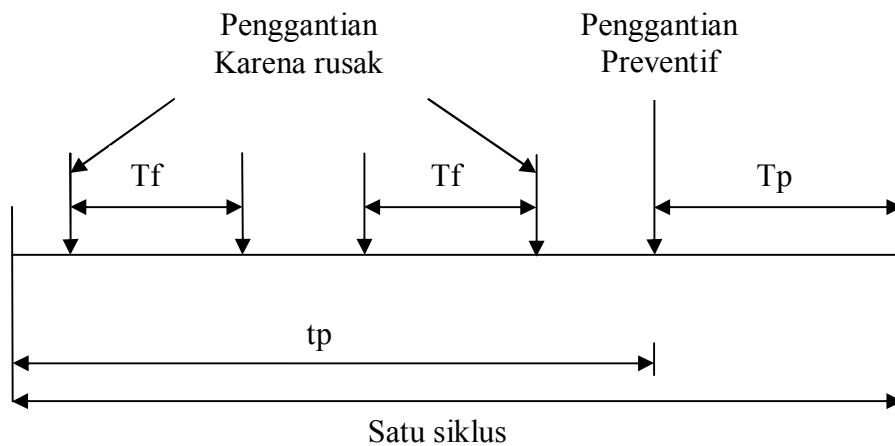 Penggantian
Karena rusak
Penggantian
Preventif
Tf
Tf
Tp
tp
Satu siklus